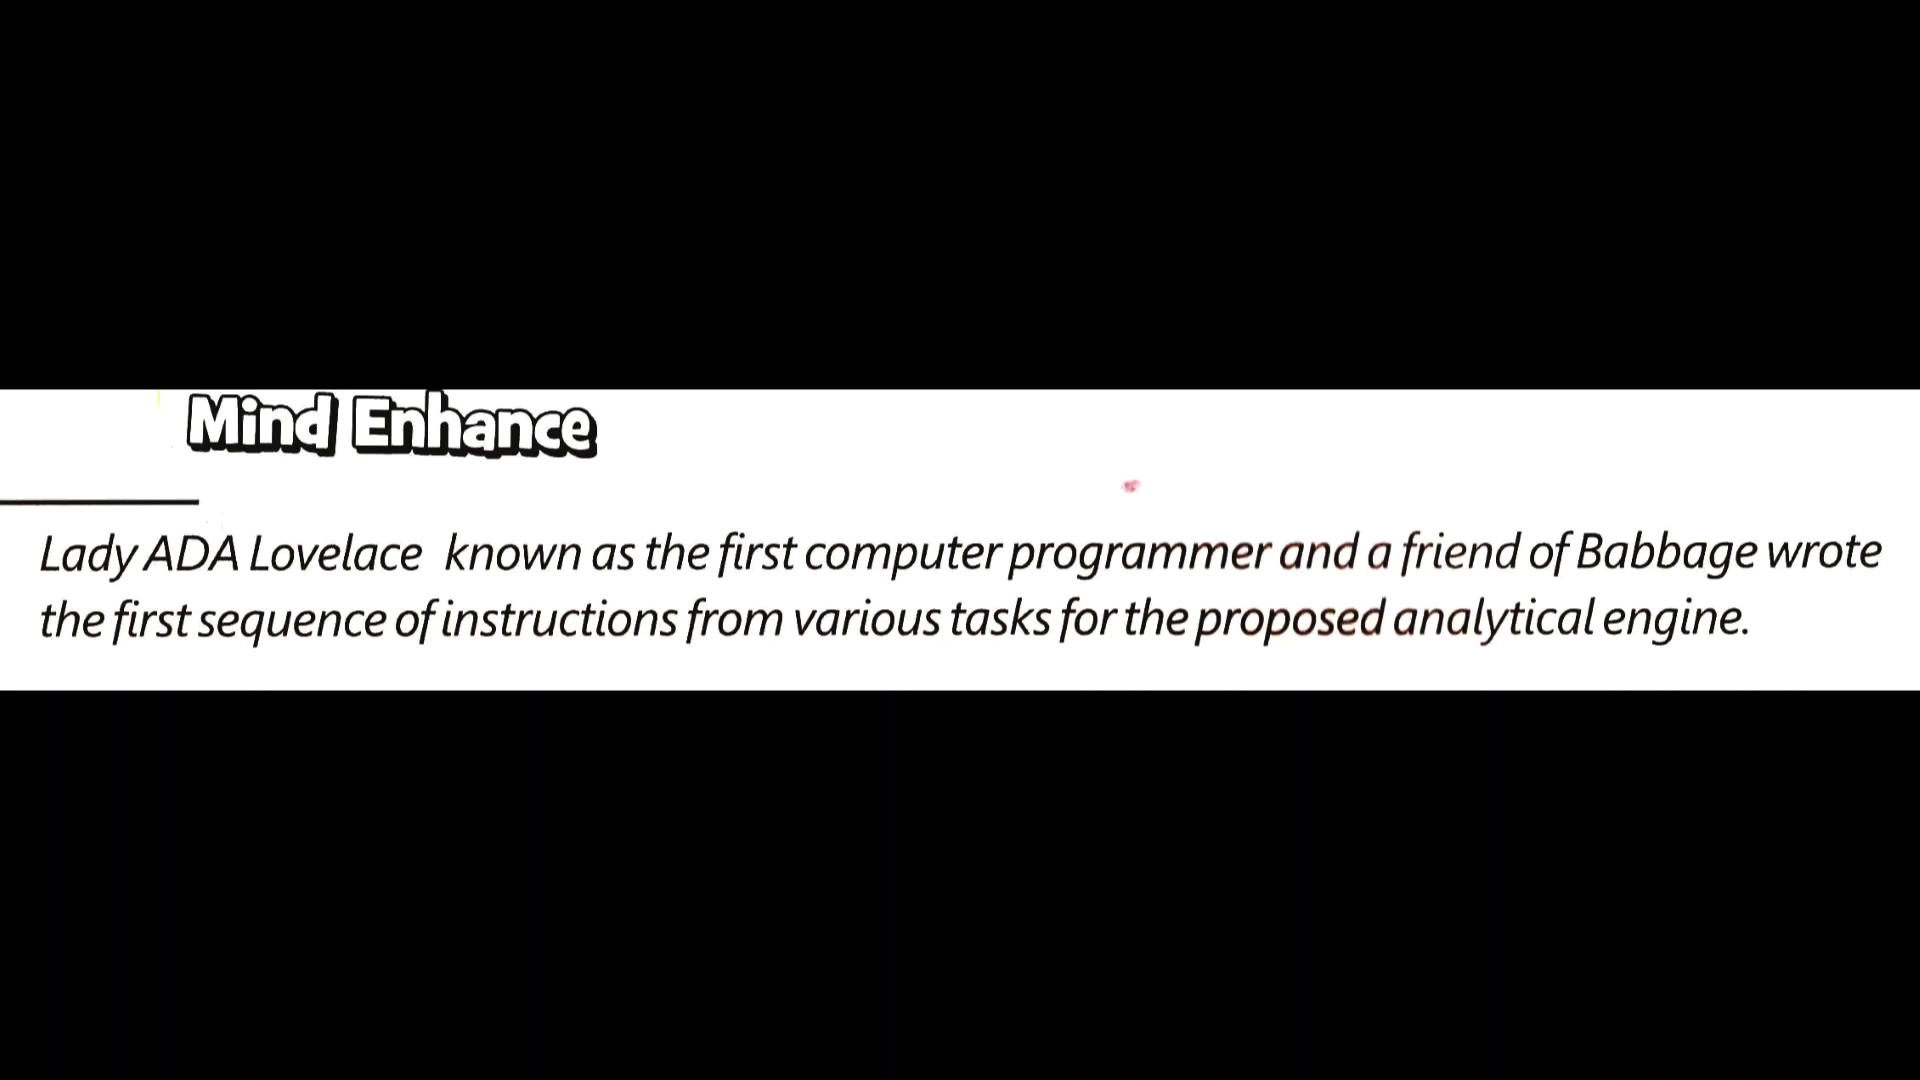 Mind Enhance
Lady ADA Lovelace known as the first computer programmer and a friend of Babbage wrote
the first sequence of instructions from various tasks for the proposed analytical engine.